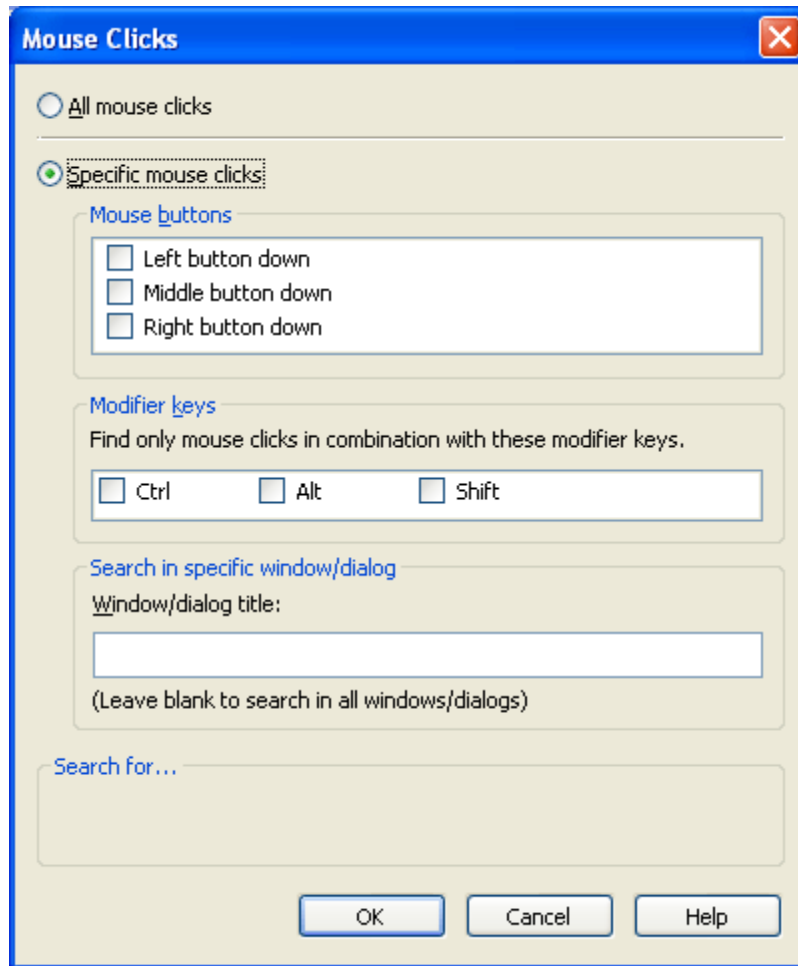 Mouse Clicks
All mouse clicks
Specific mouse clicks
Mouse buttons
Left button down
Middle button down
Right button down
Modifier keys
Find only mouse clicks in combination with these modifier keys.
Ctrl Alt Shift
Search in specific window/dialog
Window/dialog title:
(Leave blank to search in all windows/dialogs)
Search for...
OK Cancel Help